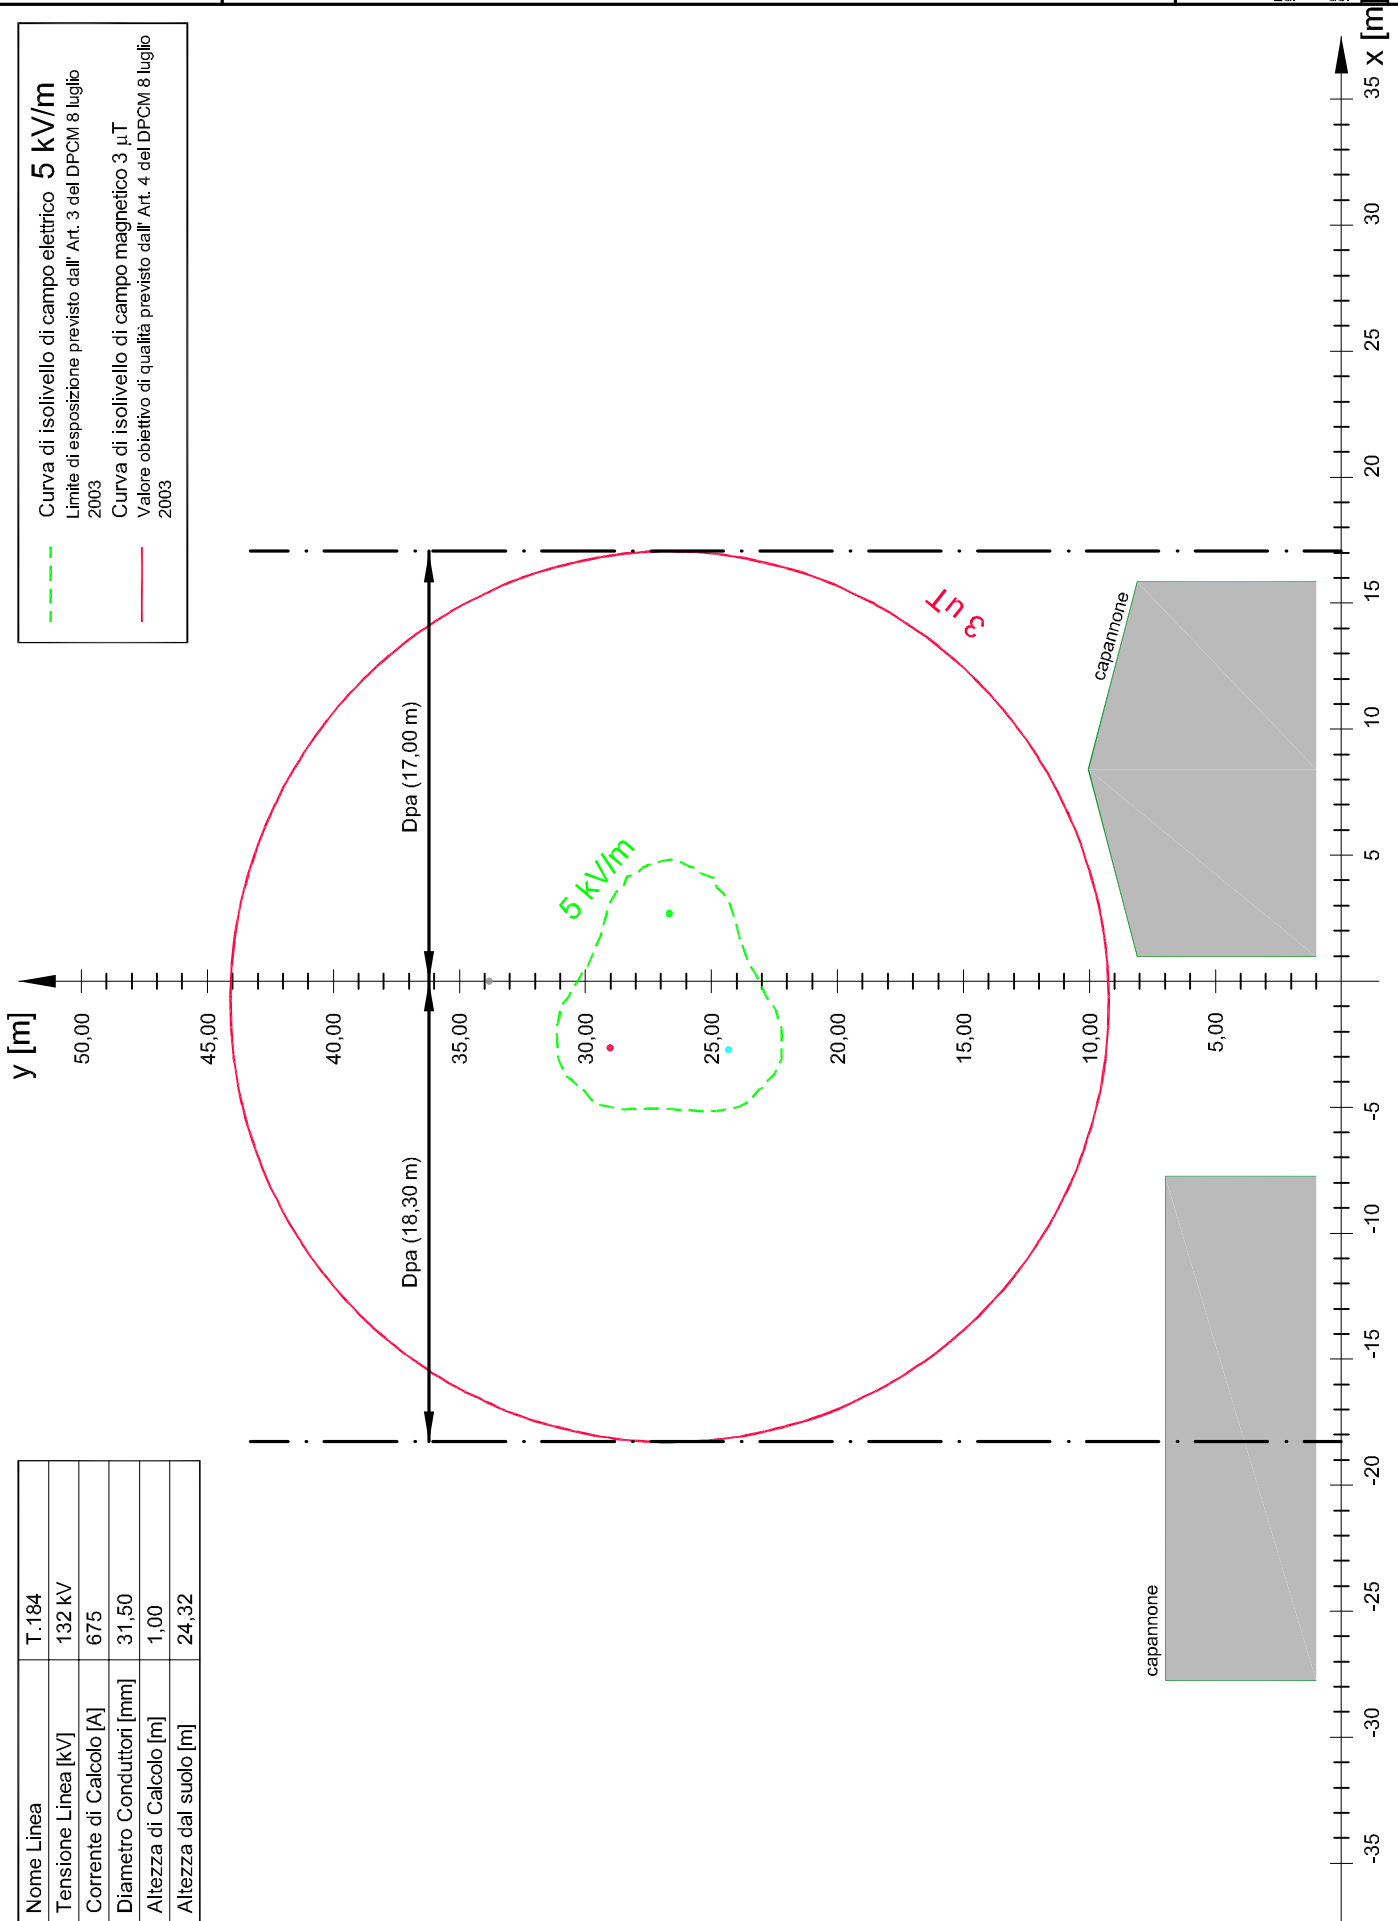 Nome Linea T.184
Tensione Linea [kV] 132 kV
Corrente di Calcolo [A] 675
Diametro Conduttori [mm] 31,50
Altezza di Calcolo [m] 1,00
Altezza dal suolo [m] 24,32
Curva di isolivello di campo elettrico 5 kV/m
Limite di esposizione previsto dall' Art. 3 del DPCM 8 luglio
2003
Curva di isolivello di campo magnetico 3 µT
Valore obiettivo di qualità previsto dall' Art. 4 del DPCM 8 luglio
2003
y [m]
50,00
45,00
40,00
35,00
30,00
25,00
20,00
15,00
10,00
5,00
Dpa (18,30 m)
Dpa (17,00 m)
5 kV/m
3 uT
capannone
capannone
-35
-30
-25
-20
-15
-10
-5
5
10
15
20
25
30
35
x [m]